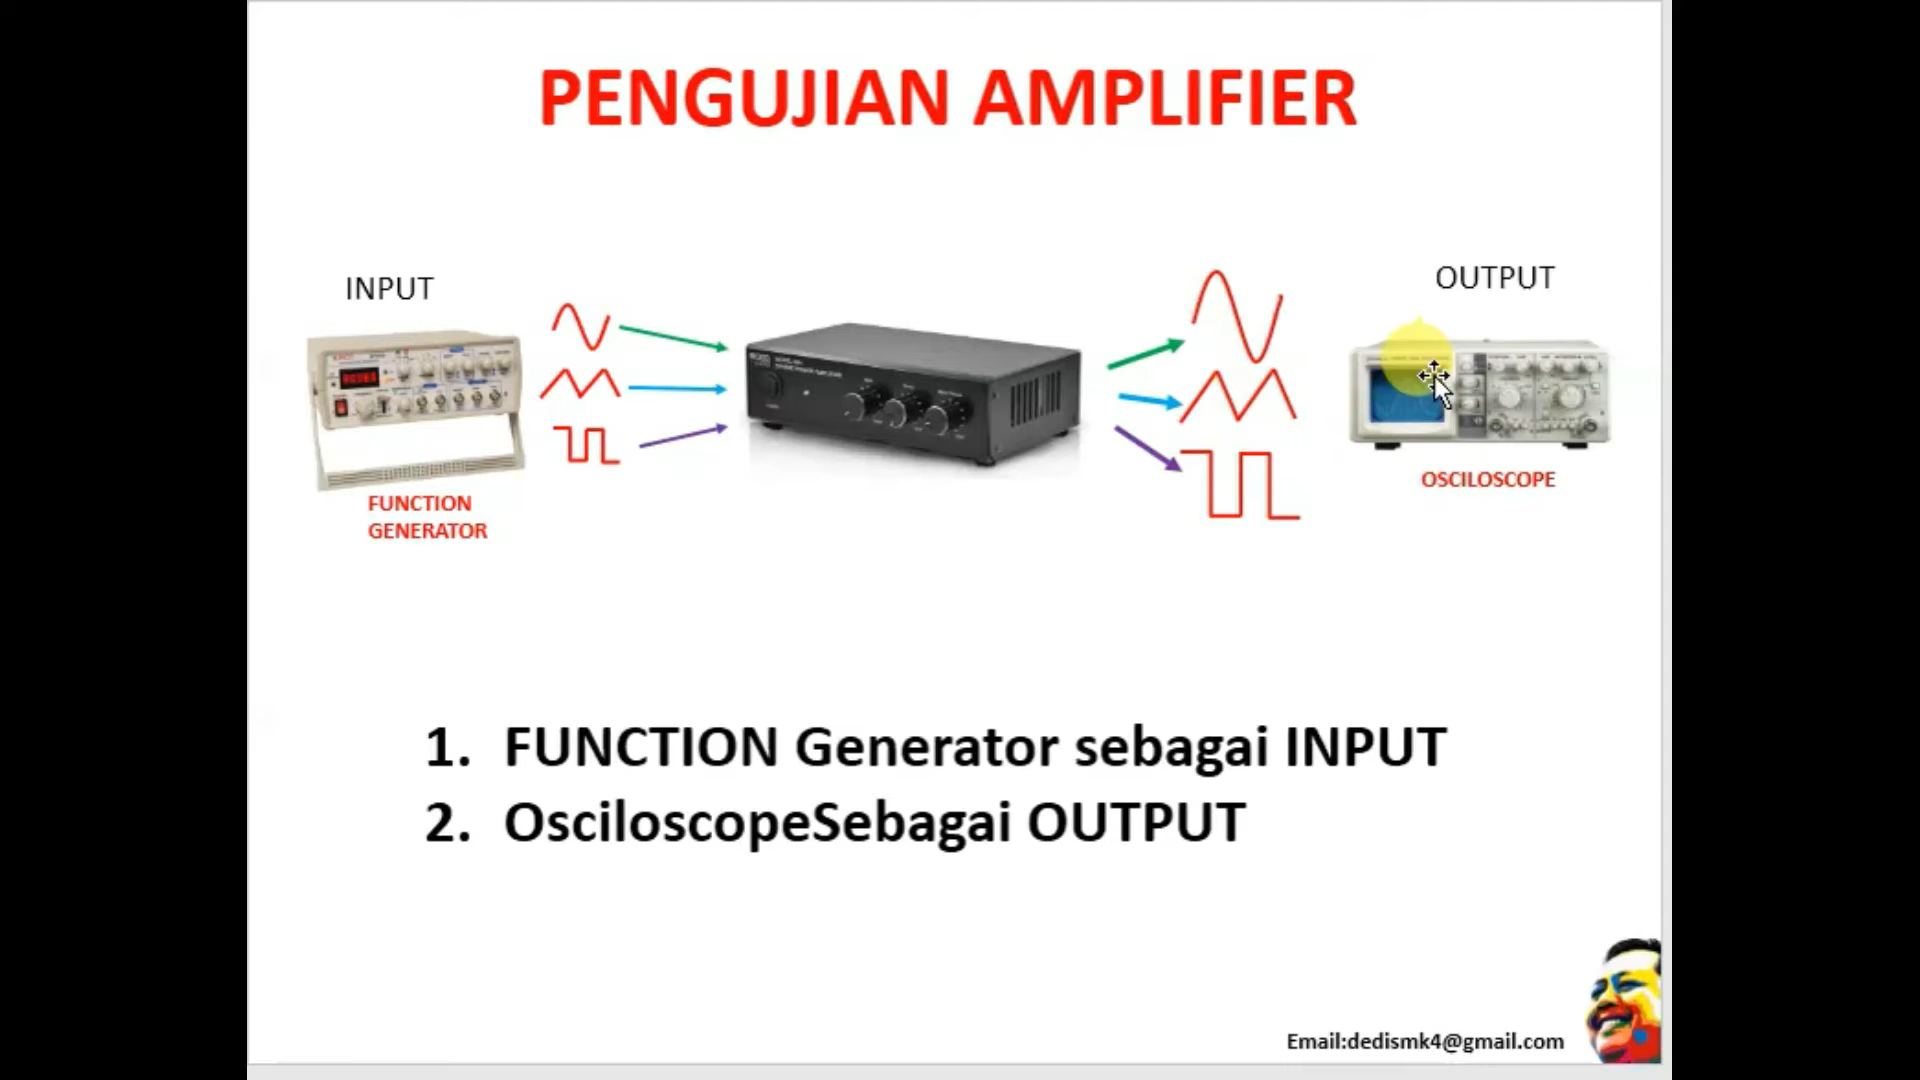 PENGUJIAN AMPLIFIER
INPUT
OUTPUT
FUNCTION
GENERATOR
OSCILOSCOPE
1. FUNCTION Generator sebagai INPUT
2. OsciloscopeSebagai OUTPUT
Email:dedismk4@gmail.com